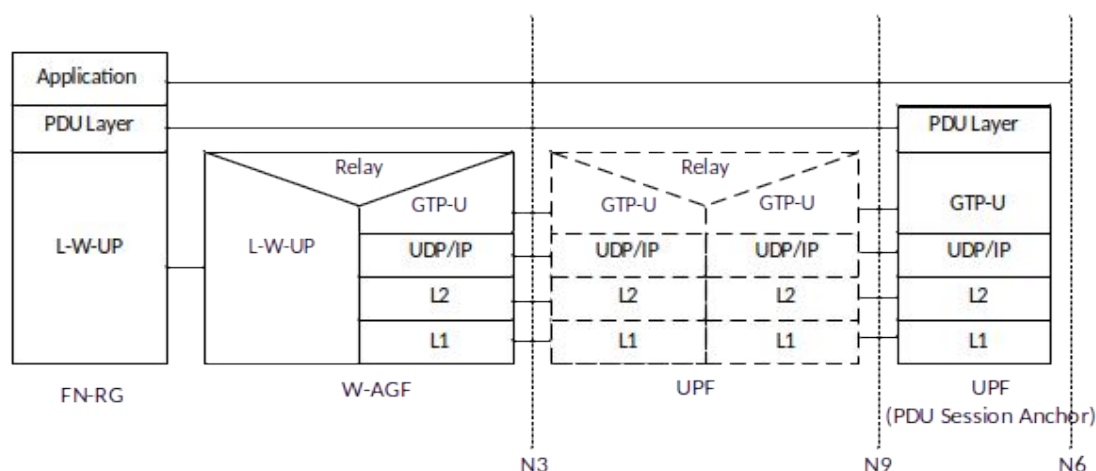 Application
PDU Layer
PDU Layer
Relay
Relay
GTP-U
GTP-U
GTP-U
GTP-U
L-W-UP
L-W-UP
UDP/IP
UDP/IP
UDP/IP
UDP/IP
L2
L2
L2
L2
L1
L1
L1
L1
FN-RG
W-AGF
UPF
UPF
(PDU Session Anchor)
N3
N9
N6